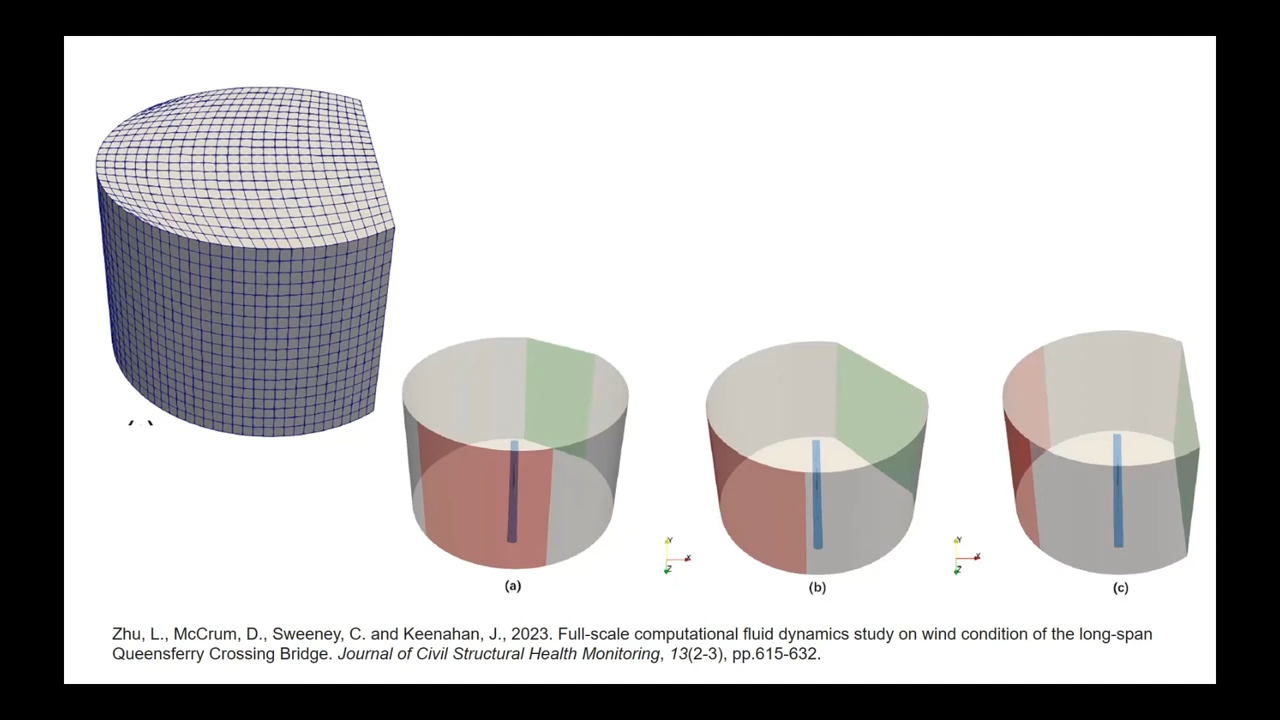 Y
X
Z
Y
X
Z
(a)
(b)
(c)
Zhu, L., McCrum, D., Sweeney, C. and Keenahan, J., 2023. Full-scale computational fluid dynamics study on wind condition of the long-span
Queensferry Crossing Bridge. Journal of Civil Structural Health Monitoring, 13(2-3), pp.615-632.